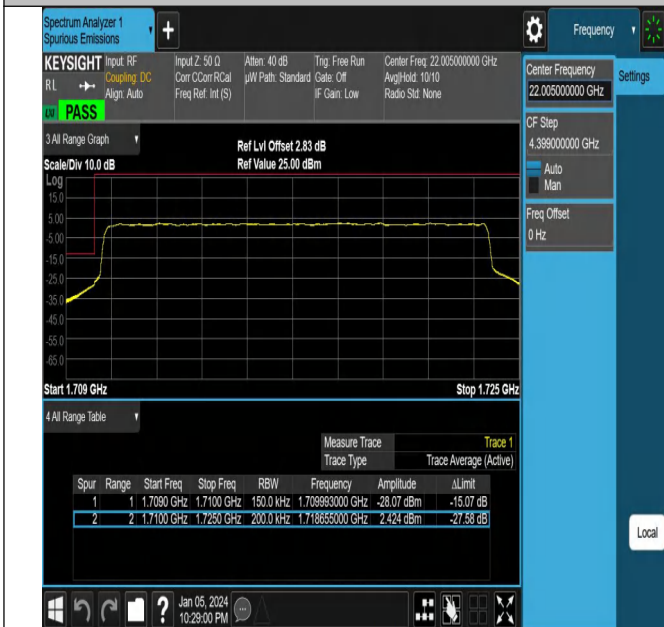 Spectrum Analyzer 1
Spurious Emissions
Frequency
KEYSIGHT
RL
Input: RF
Coupling: DC
Align: Auto
Input Z: 50 Ω
Corr CCorr RCal
Freq Ref: Int (S)
Atten: 40 dB
µW Path: Standard
Trig: Free Run
Gate: Off
IF Gain: Low
Center Freq: 22.005000000 GHz
Avg|Hold: 10/10
Radio Std: None
PASS
Center Frequency
22.005000000 GHz
Settings
CF Step
4.399000000 GHz
Auto
Man
Freq Offset
0 Hz
3 All Range Graph
Ref Lvl Offset 2.83 dB
Scale/Div 10.0 dB
Ref Value 25.00 dBm
Log
15.0
5.00
-5.00
-15.0
-25.0
-35.0
-45.0
-55.0
-65.0
Start 1.709 GHz
Stop 1.725 GHz
4 All Range Table
Measure Trace Trace 1
Trace Type Trace Average (Active)
Spur Range Start Freq Stop Freq RBW Frequency Amplitude ΔLimit
1 1 1.7090 GHz 1.7100 GHz 150.0 kHz 1.709993000 GHz -28.07 dBm -15.07 dB
2 2 1.7100 GHz 1.7250 GHz 200.0 kHz 1.718655000 GHz 2.424 dBm -27.58 dB
Local
Jan 05, 2024
10:29:00 PM